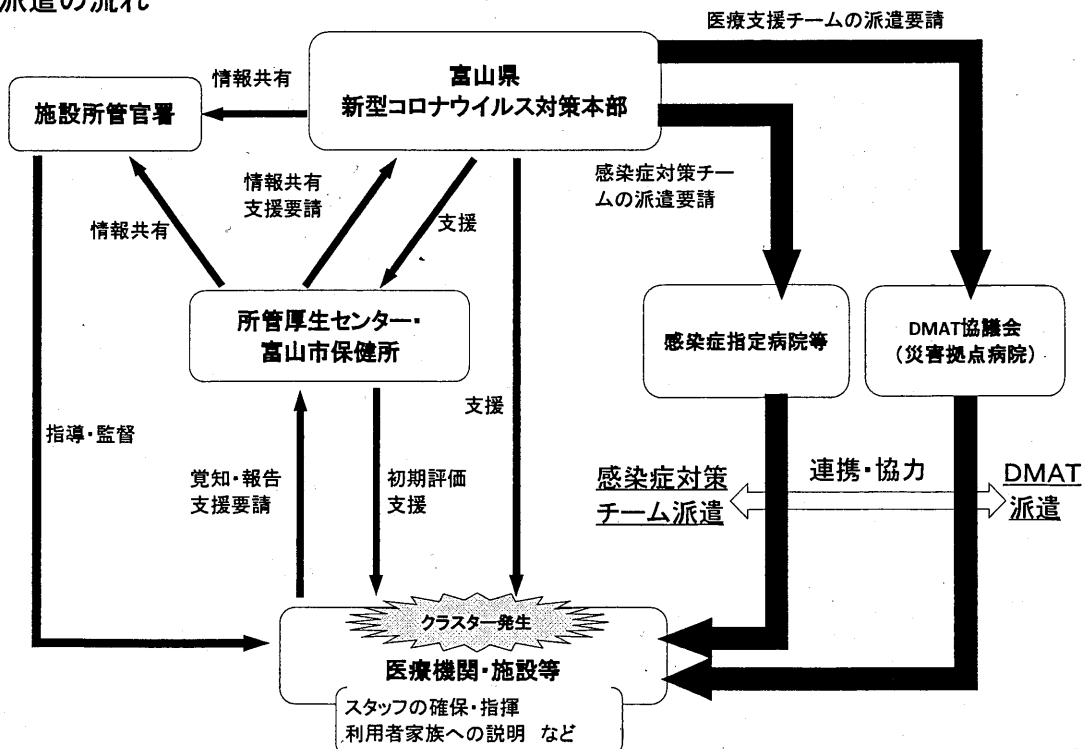 派遣の流れ
医療支援チームの派遣要請
富山県
新型コロナウイルス対策本部
情報共有
施設所管官署
感染症対策チー
ムの派遣要請
情報共有
支援要請
支援
情報共有
所管厚生センター・
富山市保健所
感染症指定病院等
DMAT協議会
（災害拠点病院）
支援
指導・監督
覚知・報告
支援要請
初期評価
支援
感染症対策
チーム派遣
連携・協力
DMAT
派遣
クラスター発生
医療機関・施設等
スタッフの確保・指揮
利用者家族への説明 など